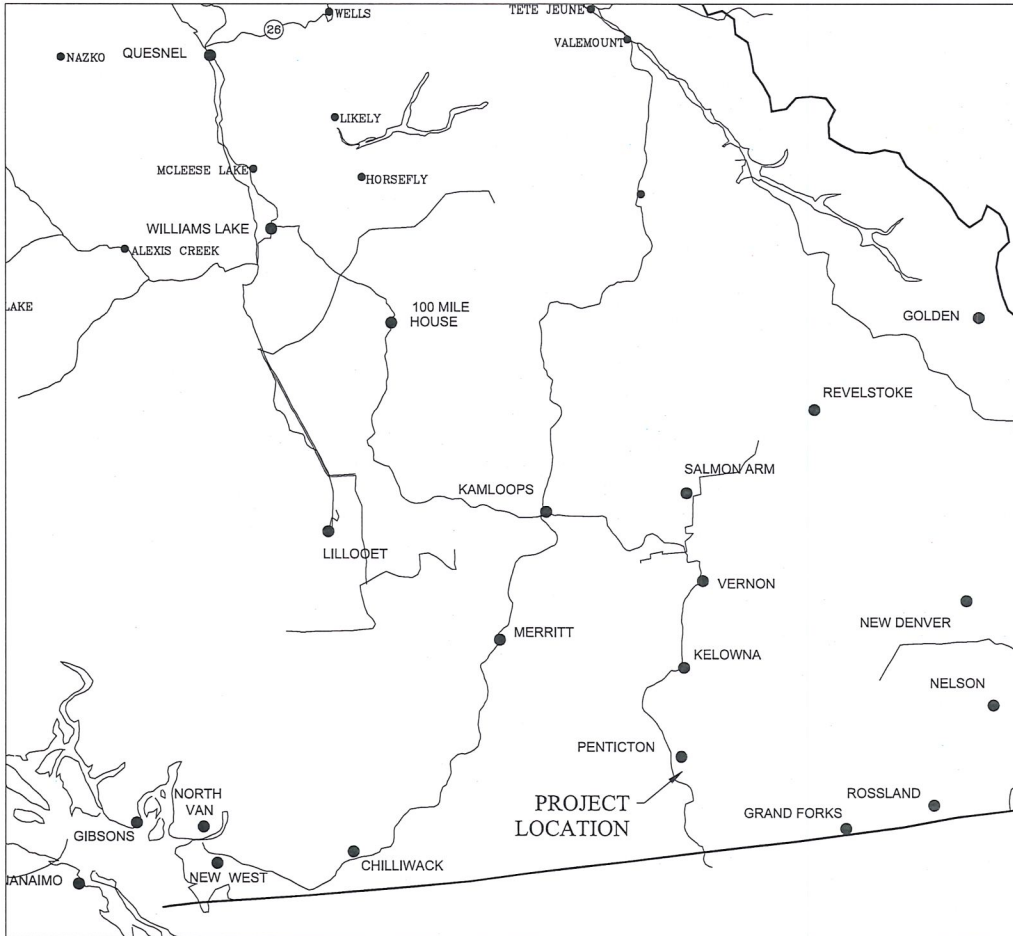 WELLS
TETE JEUNE
26
VALEMOUNT
QUESNEL
NAZKO
LIKELY
MCLEESE LAKE
HORSEFLY
WILLIAMS LAKE
ALEXIS CREEK
LAKE
100 MILE
HOUSE
GOLDEN
REVELSTOKE
SALMON ARM
KAMLOOPS
LILLOOET
VERNON
NEW DENVER
MERRITT
KELOWNA
NELSON
PENTICTON
PROJECT
LOCATION
NORTH
VAN
ROSSLAND
GRAND FORKS
GIBSONS
CHILLIWACK
NEW WEST
NANAIMO